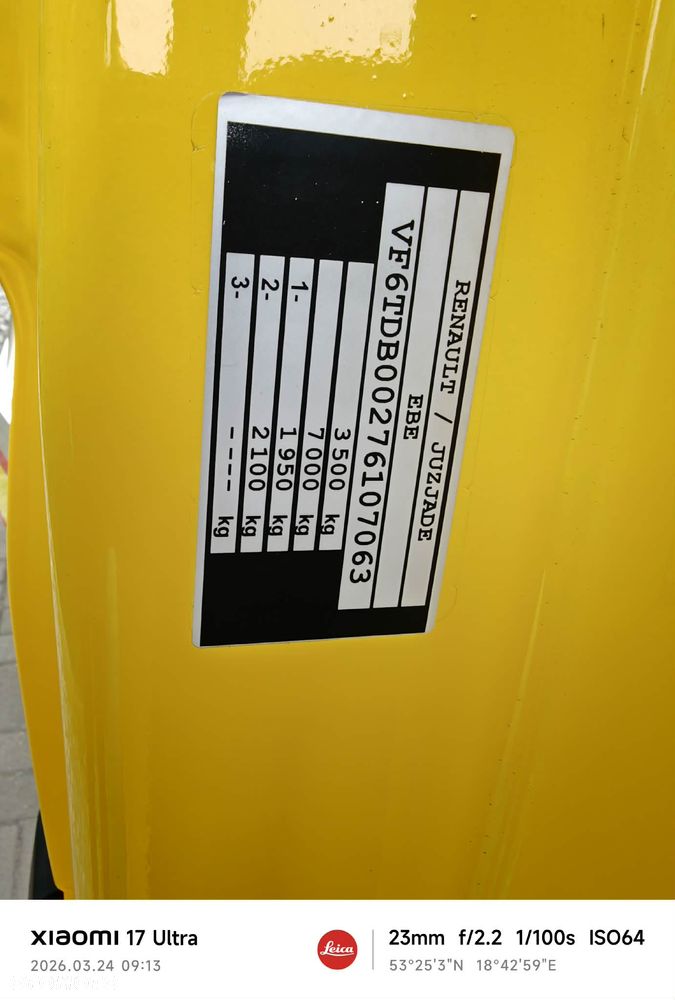 RENAULT / JUZJADE
EBE
VF6TDB00276107063
3500 kg
7000 kg
1- 1950 kg
2- 2100 kg
3- ---- kg
xiaomi 17 Ultra
2026.03.24 09:13
Leica
23mm f/2.2 1/100s ISO64
53°25'3"N 18°42'59"E